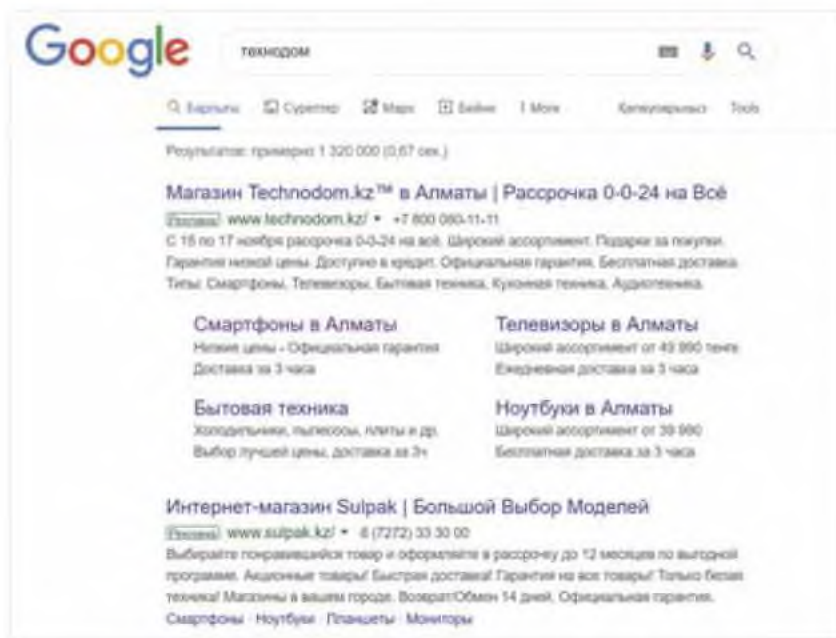 Google
технодом
Барлығы Суреттер Maps Бейне More Tools
Результатов: примерно 1 320 000 (0,67 сек.)
Магазин Technodom.kz™ в Алматы | Рассрочка 0-0-24 на Всё
Реклама www.technodom.kz/ +7 800 080-11-11
С 15 по 17 ноября рассрочка 0-0-24 на всё. Широкий ассортимент. Подарки за покупки.
Гарантия низкой цены. Доступно в кредит. Официальная гарантия. Бесплатная доставка.
Типы: Смартфоны, Телевизоры, Бытовая техника, Кухонная техника, Аудиотехника.
Смартфоны в Алматы
Низкие цены - Официальная гарантия
Доставка за 3 часа
Телевизоры в Алматы
Широкий ассортимент от 49 990 тенге
Ежедневная доставка за 3 часа
Бытовая техника
Холодильники, пылесосы, плиты и др.
Выбор лучшей цены, доставка за 3ч
Ноутбуки в Алматы
Широкий ассортимент от 39 990
Бесплатная доставка за 3 часа
Интернет-магазин Sulpak | Большой Выбор Моделей
Реклама www.sulpak.kz/ 8 (7272) 33 30 00
Выбирайте понравившийся товар и оформляйте в рассрочку до 12 месяцев по выгодной
программе. Акционные товары! Быстрая доставка! Гарантия на все товары! Только белая
техника! Магазины в вашем городе. Возврат/Обмен 14 дней. Официальная гарантия.
Смартфоны · Ноутбуки · Планшеты · Мониторы